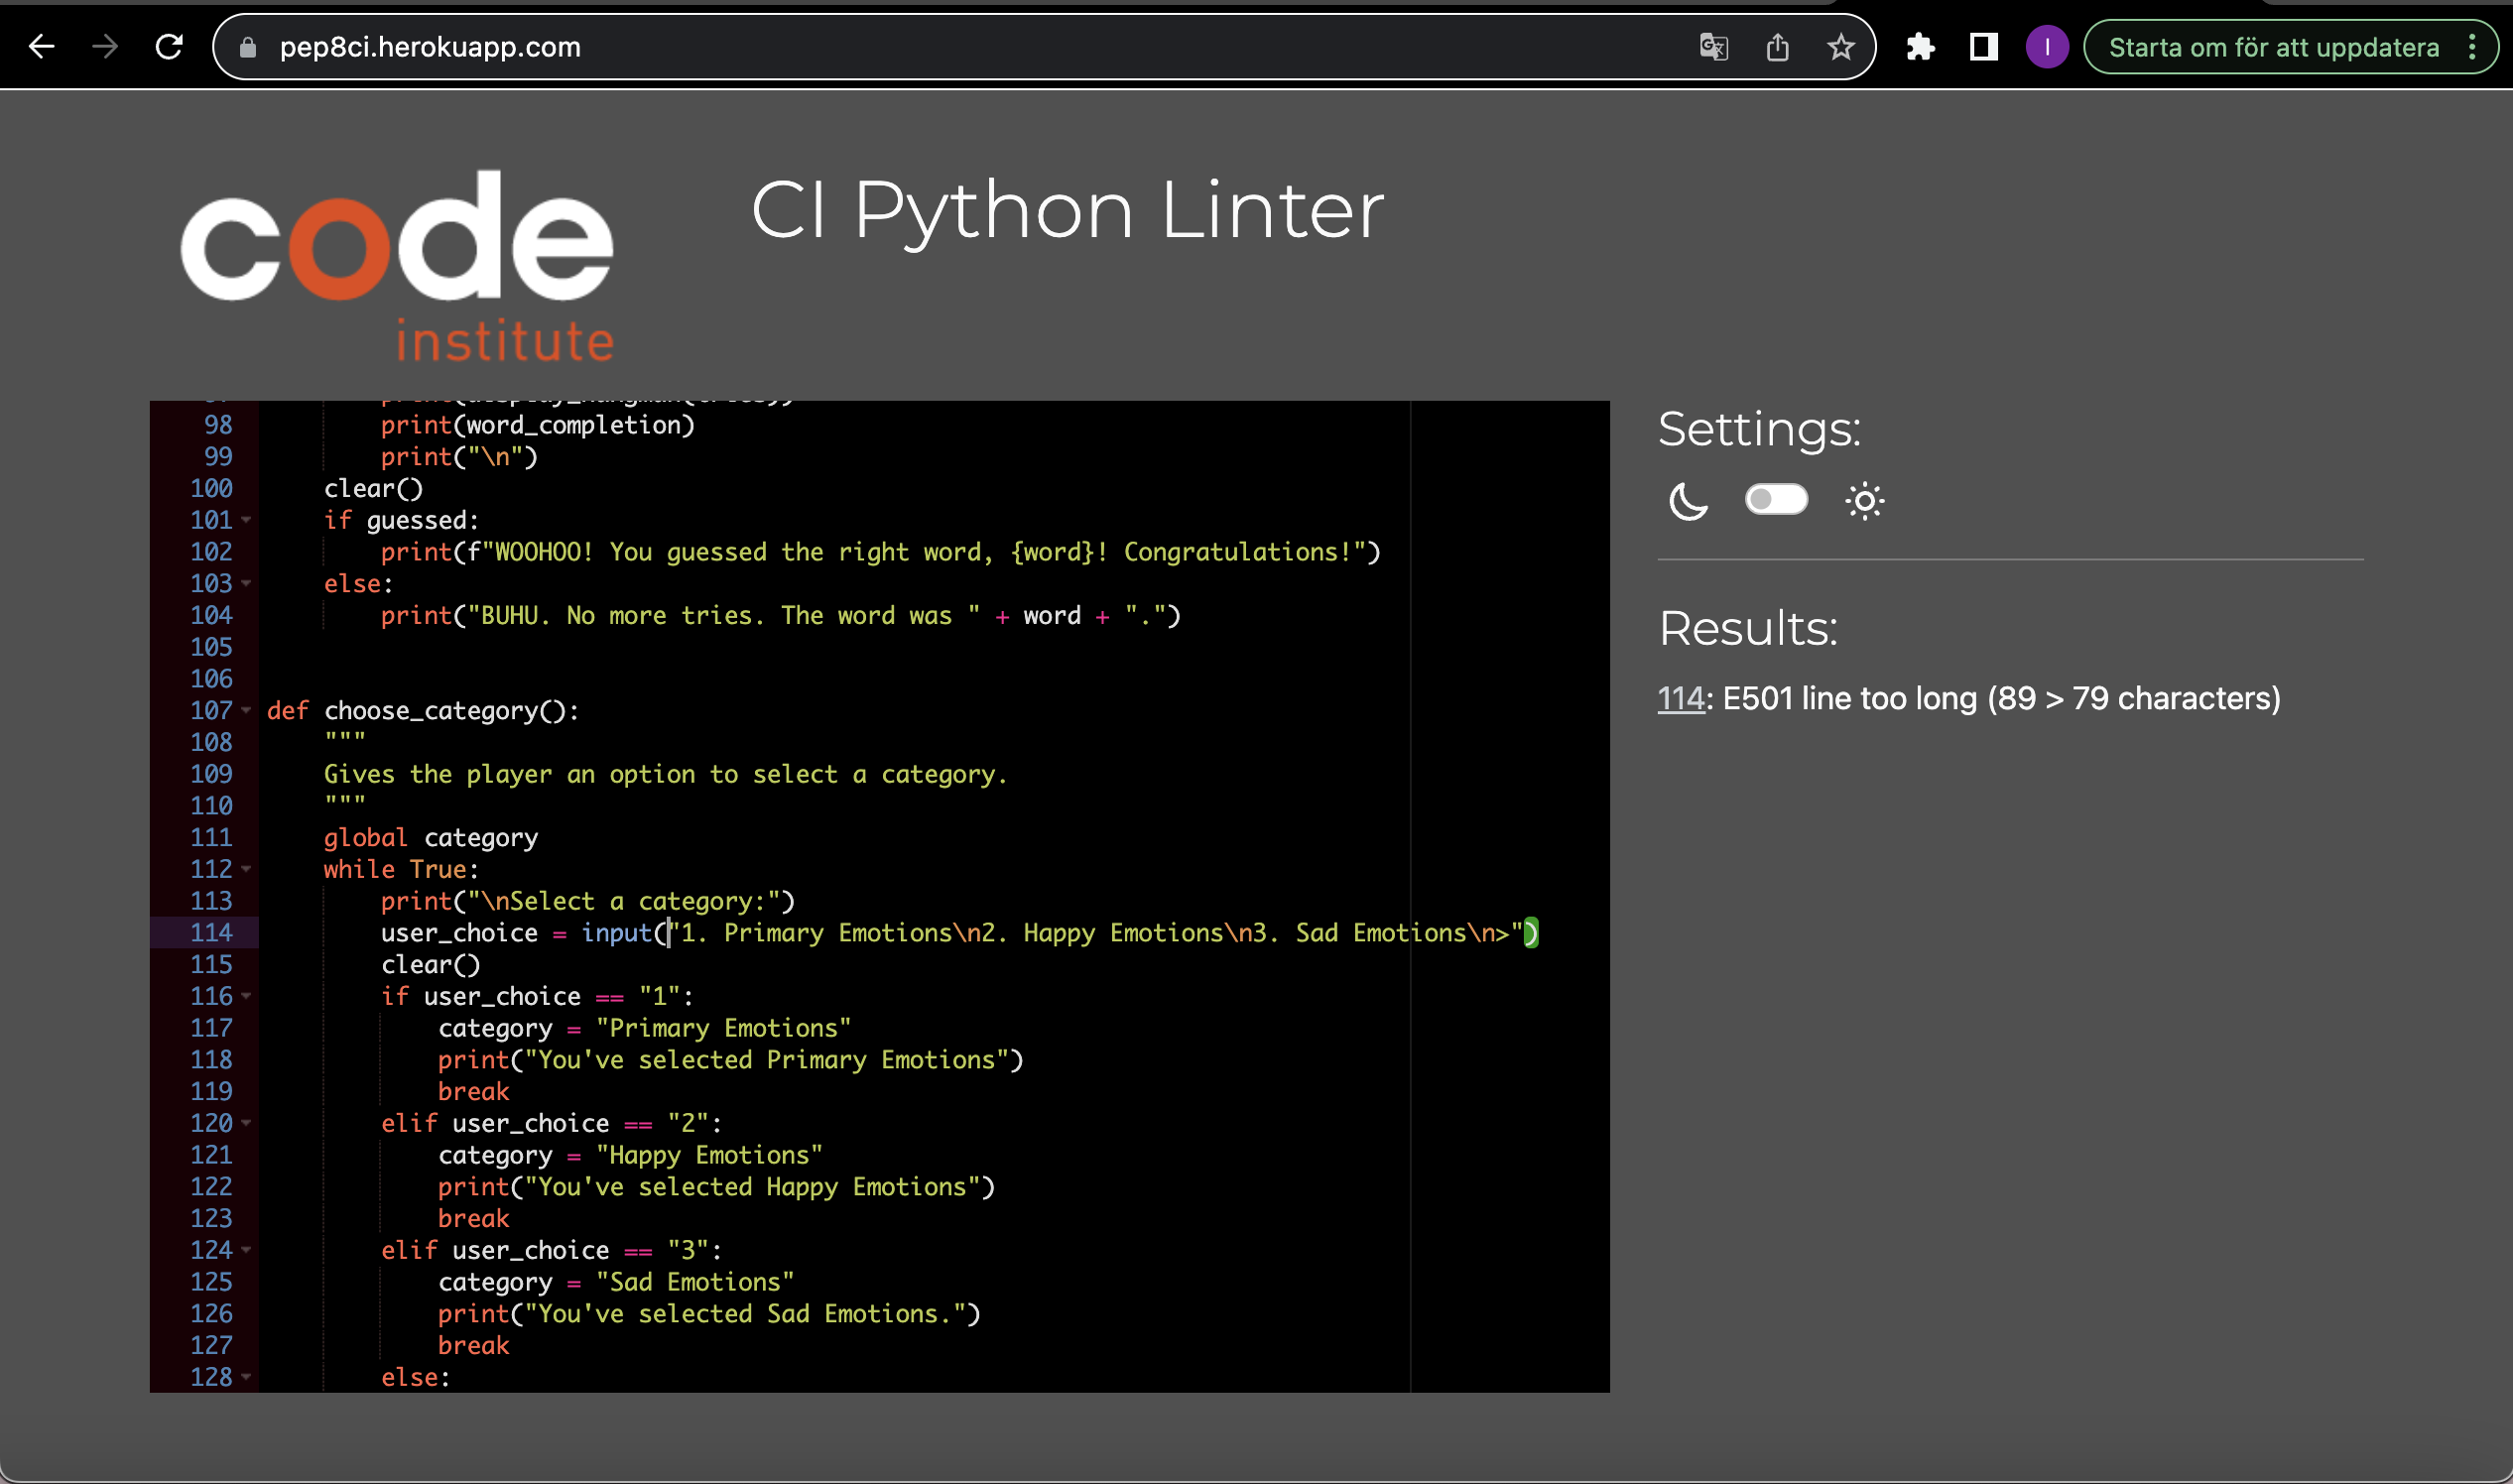 pep8ci.herokuapp.com
I
Starta om för att uppdatera
code
institute
CI Python Linter
98 print(word_completion)
99 print("\n")
100 clear()
101 if guessed:
102 print(f"WOOHOO! You guessed the right word, {word}! Congratulations!")
103 else:
104 print("BUHU. No more tries. The word was " + word + ".")
105
106
107 def choose_category():
108 """
109 Gives the player an option to select a category.
110 """
111 global category
112 while True:
113 print("\nSelect a category:")
114 user_choice = input("1. Primary Emotions\n2. Happy Emotions\n3. Sad Emotions\n>")
115 clear()
116 if user_choice == "1":
117 category = "Primary Emotions"
118 print("You've selected Primary Emotions")
119 break
120 elif user_choice == "2":
121 category = "Happy Emotions"
122 print("You've selected Happy Emotions")
123 break
124 elif user_choice == "3":
125 category = "Sad Emotions"
126 print("You've selected Sad Emotions.")
127 break
128 else:
Settings:
Results:
114: E501 line too long (89 > 79 characters)